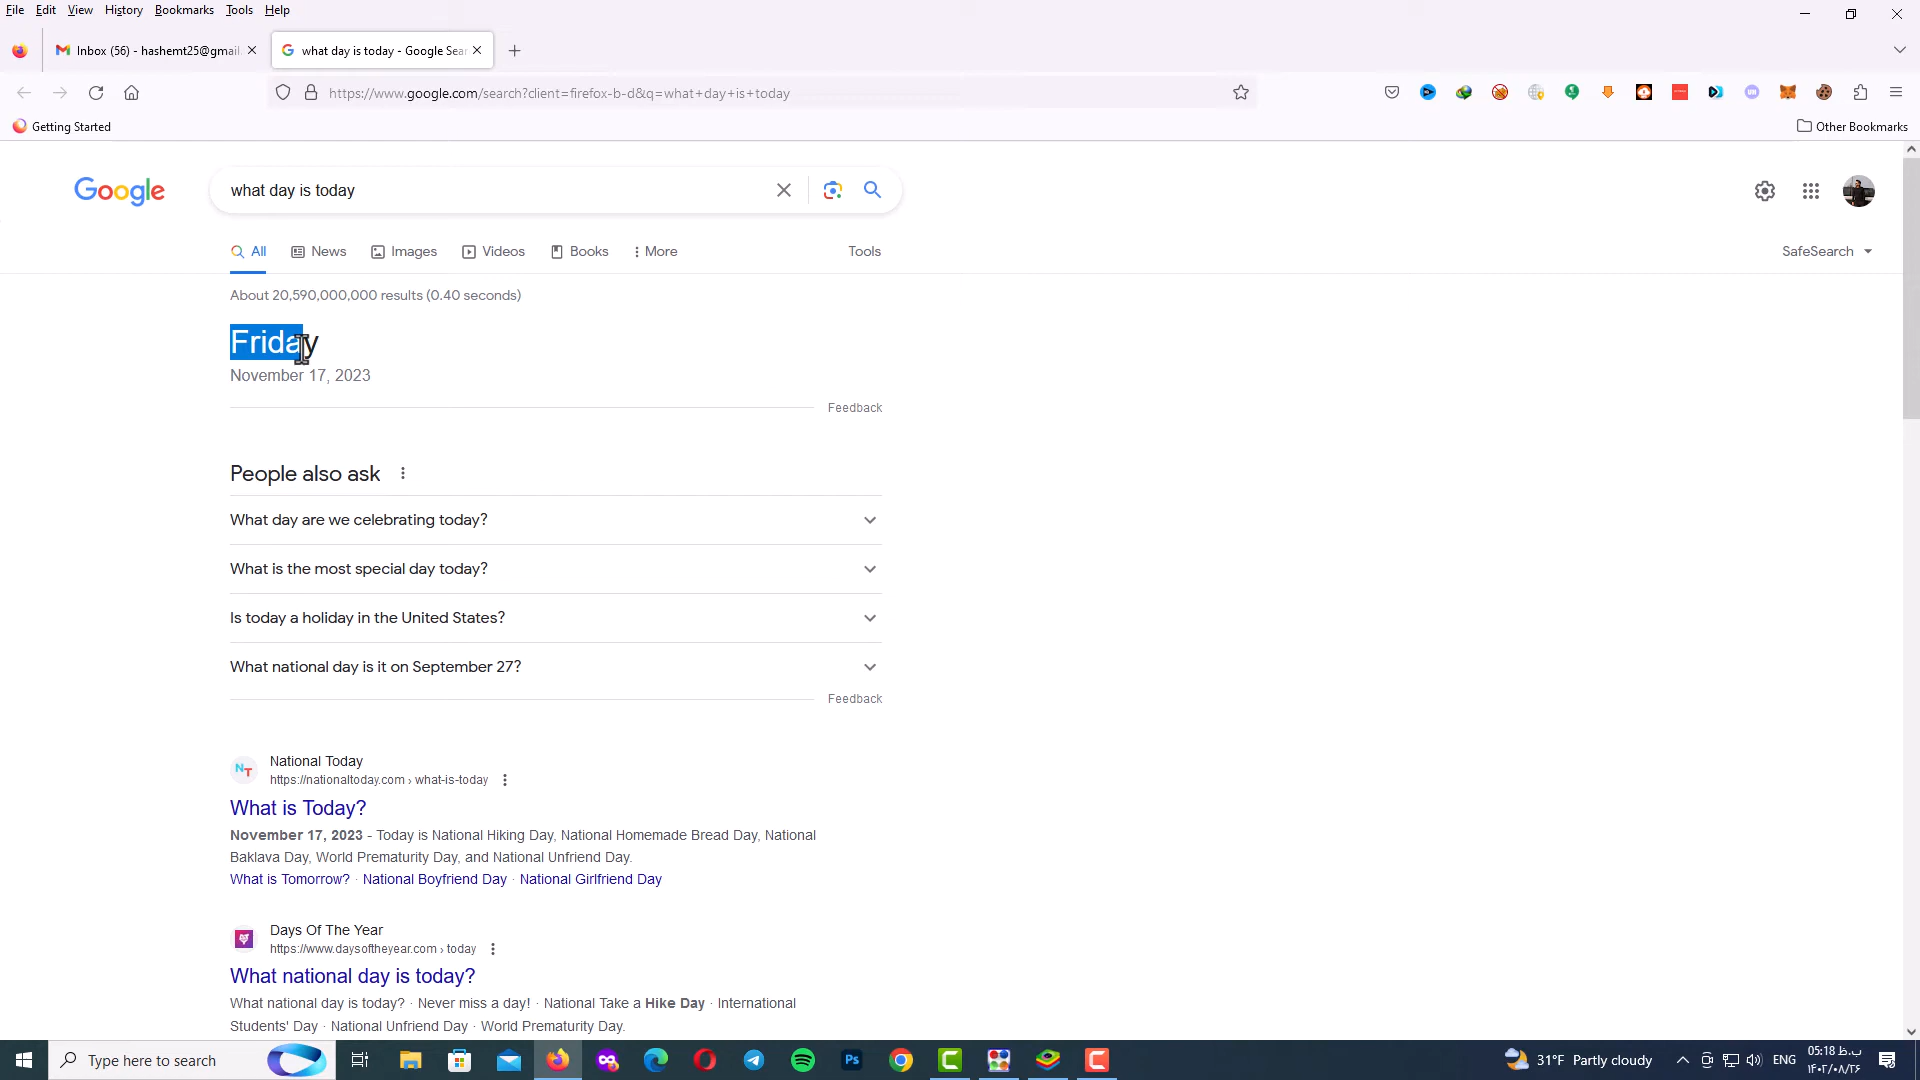 File Edit View History Bookmarks Tools Help
Inbox (56) - hashemt25@gmail. what day is today - Google Sear
https://www.google.com/search?client=firefox-b-d&q=what+day+is+today
Getting Started Other Bookmarks
Google what day is today
All News Images Videos Books More Tools SafeSearch
About 20,590,000,000 results (0.40 seconds)
Friday
November 17, 2023
Feedback
People also ask
What day are we celebrating today?
What is the most special day today?
Is today a holiday in the United States?
What national day is it on September 27?
Feedback
NT National Today
https://nationaltoday.com › what-is-today
What is Today?
November 17, 2023 - Today is National Hiking Day, National Homemade Bread Day, National
Baklava Day, World Prematurity Day, and National Unfriend Day.
What is Tomorrow? · National Boyfriend Day · National Girlfriend Day
Days Of The Year
https://www.daysoftheyear.com › today
What national day is today?
What national day is today? · Never miss a day! · National Take a Hike Day · International
Students' Day · National Unfriend Day · World Prematurity Day.
Type here to search Ps 31°F Partly cloudy ENG 05:18 ب.ظ
۱۴۰۲/۰۸/۲۶